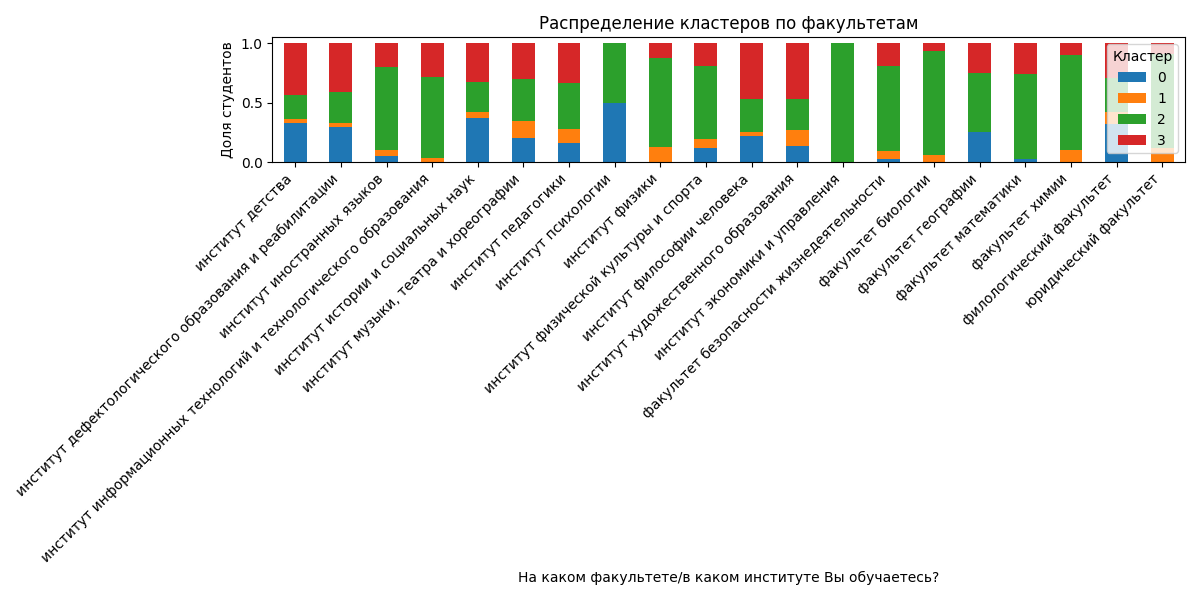 Распределение кластеров по факультетам
Доля студентов
1.0
0.5
0.0
Кластер
0
1
2
3
институт детства
институт дефектологического образования и реабилитации
институт иностранных языков
институт информационных технологий и технологического образования
институт истории и социальных наук
институт музыки, театра и хореографии
институт педагогики
институт психологии
институт физики
институт физической культуры и спорта
институт философии человека
институт художественного образования
институт экономики и управления
факультет безопасности жизнедеятельности
факультет биологии
факультет географии
факультет математики
факультет химии
филологический факультет
юридический факультет
На каком факультете/в каком институте Вы обучаетесь?